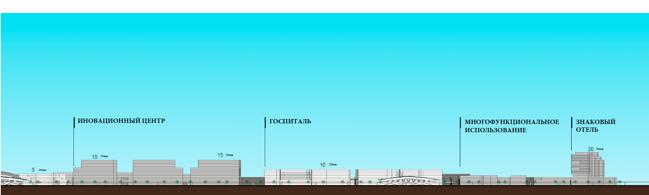 ИНОВАЦИОННЫЙ ЦЕНТР
ГОСПИТАЛЬ
МНОГОФУНКЦИОНАЛЬНОЕ
ИСПОЛЬЗОВАНИЕ
ЗНАКОВЫЙ
ОТЕЛЬ
5
15
15
10
20